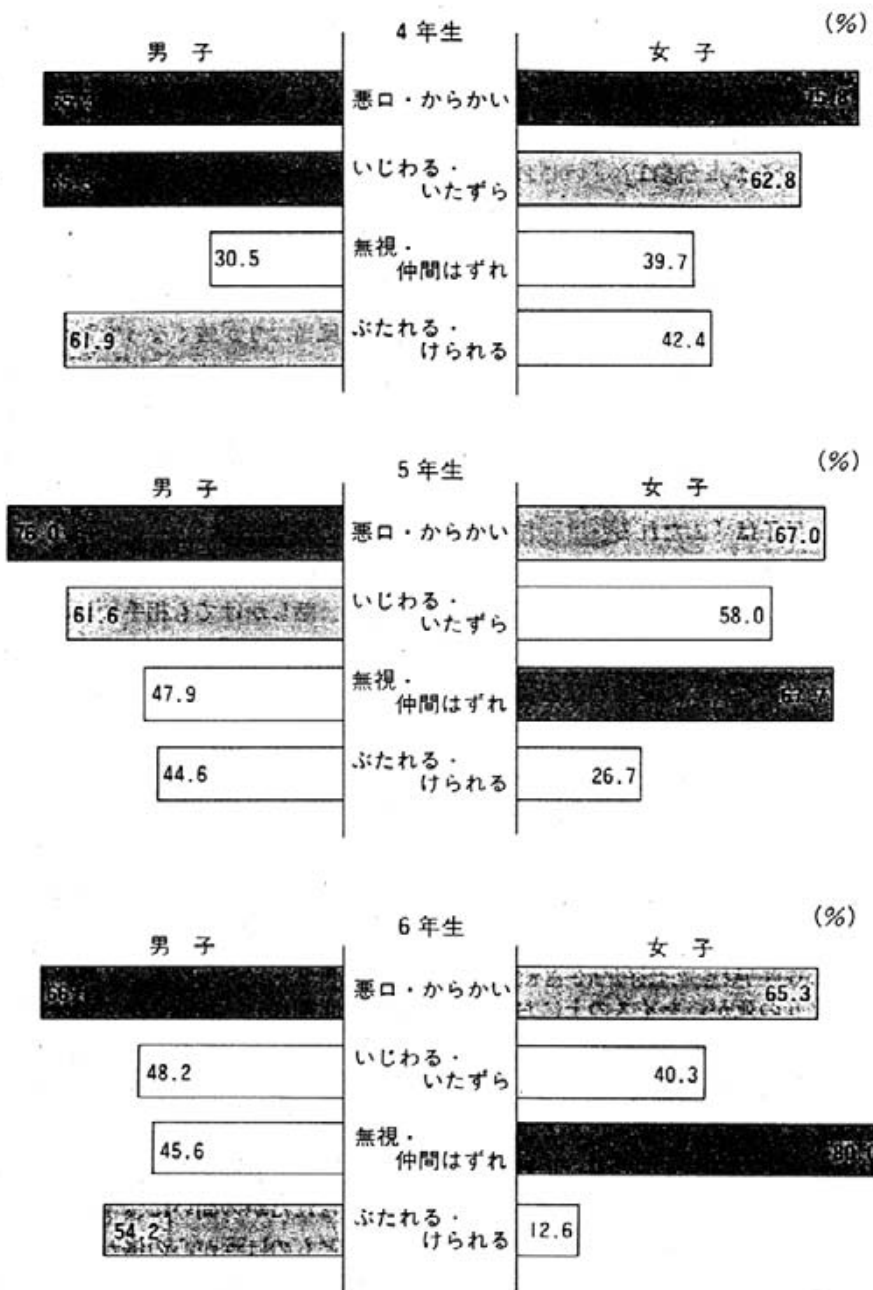 4年生
(%)
男子
女子
悪口・からかい
75.8
いじわる・
いたずら
62.8
30.5
無視・
仲間はずれ
39.7
61.9
ぶたれる・
けられる
42.4
5年生
(%)
男子
女子
76.0
悪口・からかい
67.0
61.6
いじわる・
いたずら
58.0
47.9
無視・
仲間はずれ
67.7
44.6
ぶたれる・
けられる
26.7
6年生
(%)
男子
女子
悪口・からかい
65.3
48.2
いじわる・
いたずら
40.3
45.6
無視・
仲間はずれ
54.2
ぶたれる・
けられる
12.6